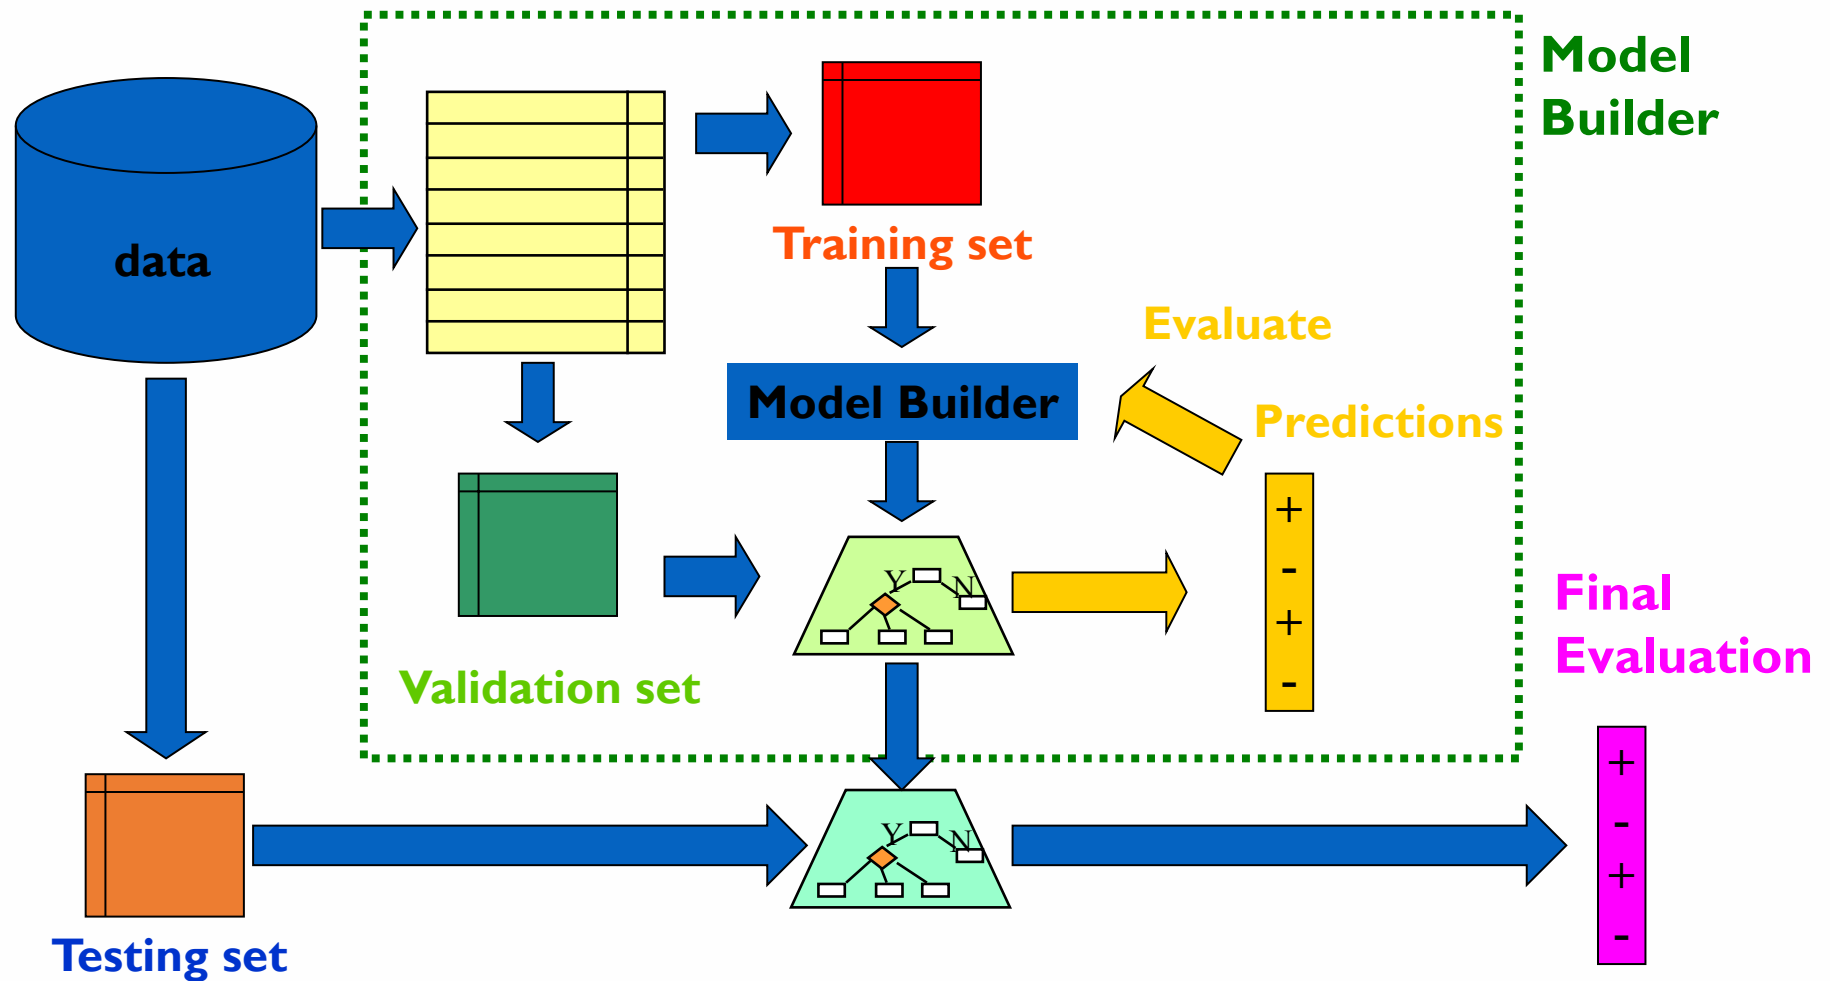 Model
Builder
data
Training set
Evaluate
Model Builder
Predictions
+
-
+
-
Y
N
Validation set
Final
Evaluation
Y
N
+
-
+
-
Testing set